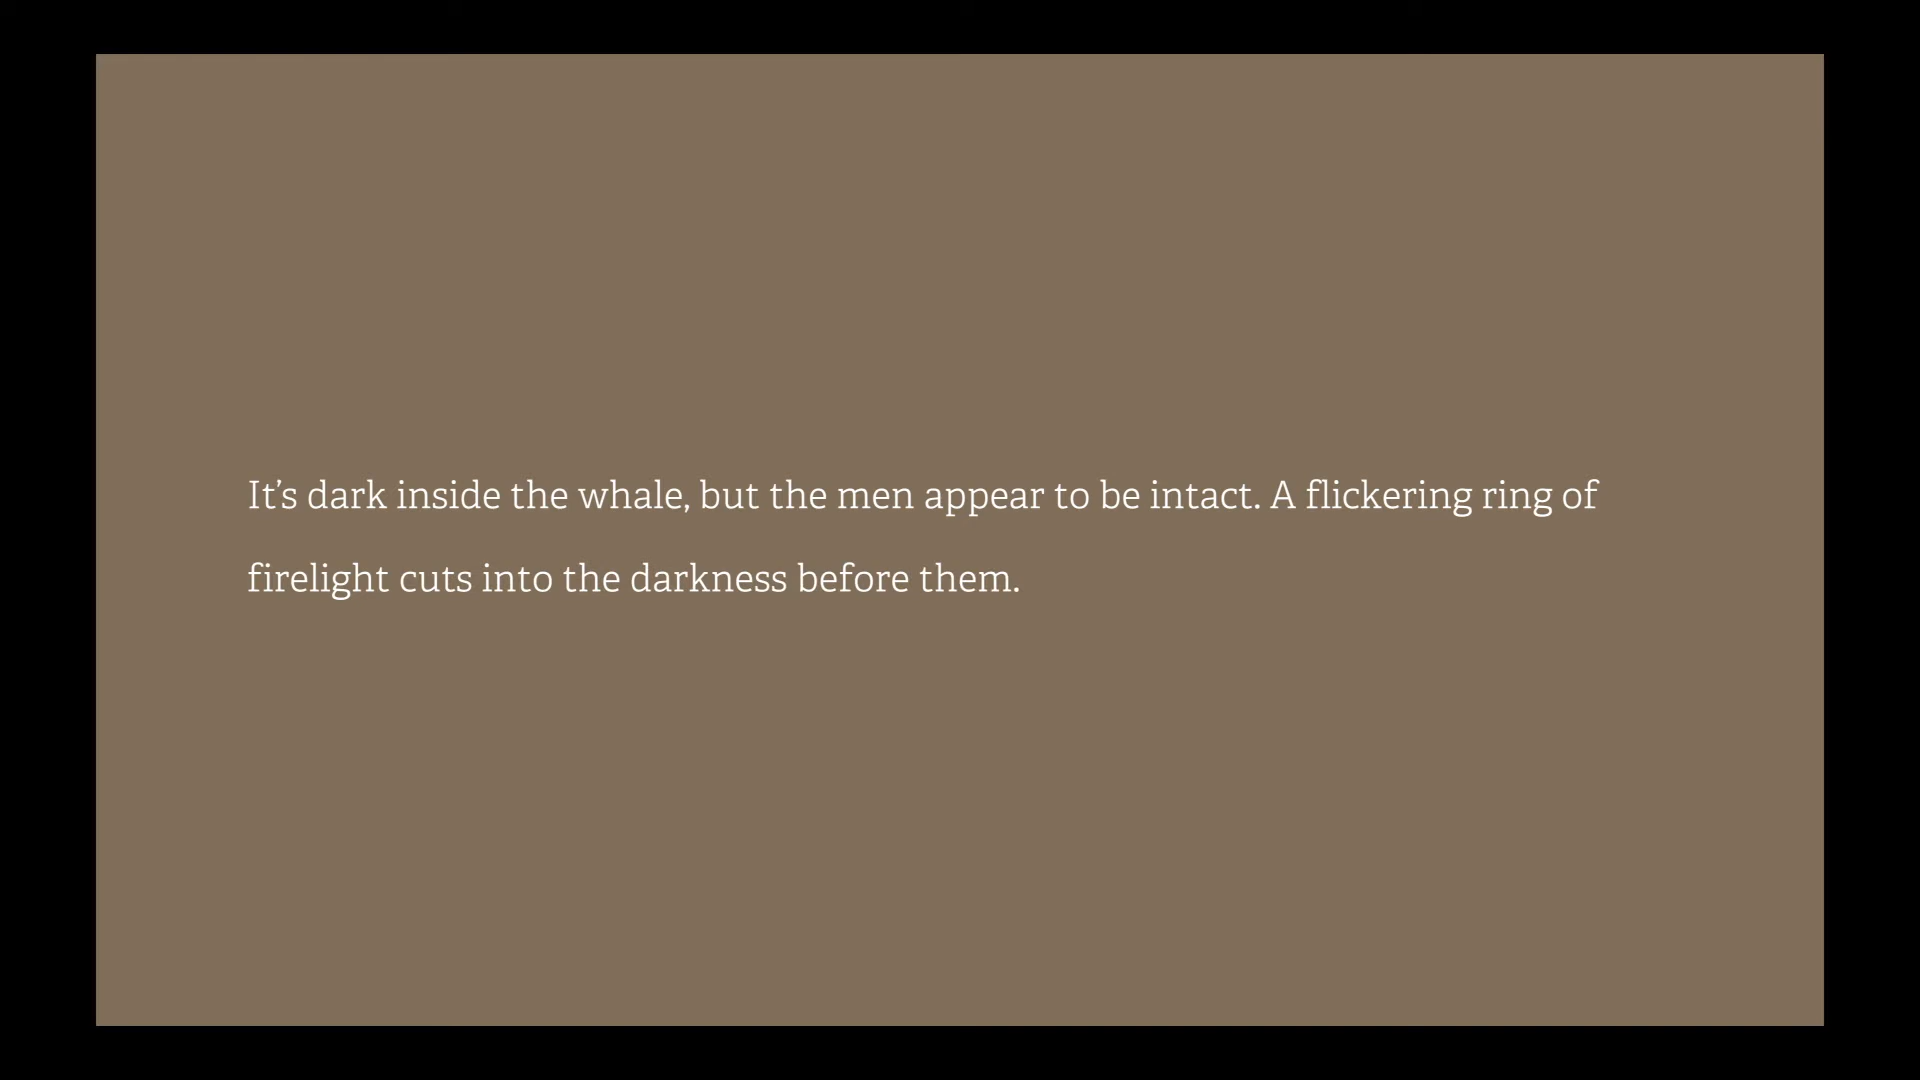 It’s dark inside the whale, but the men appear to be intact. A flickering ring of
firelight cuts into the darkness before them.